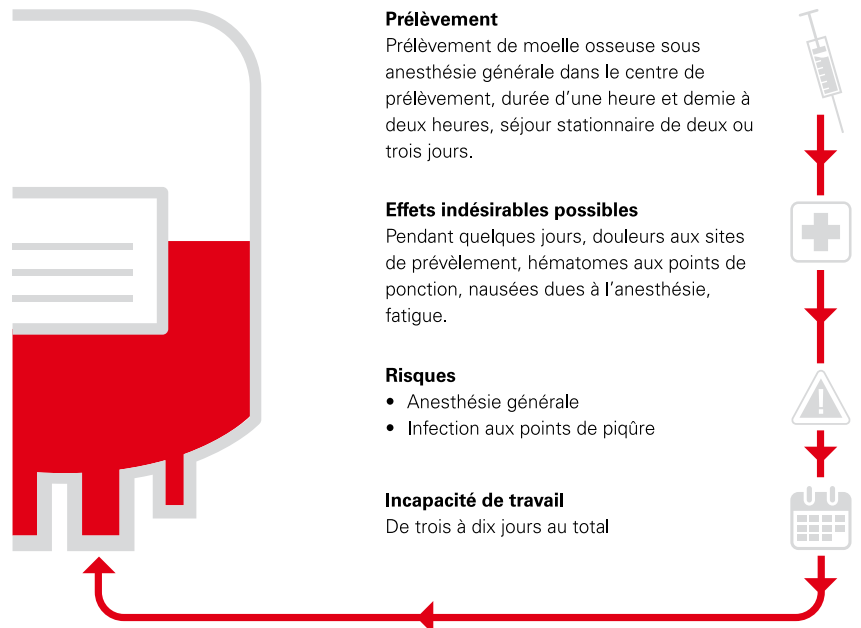 Prélèvement
Prélèvement de moelle osseuse sous
anesthésie générale dans le centre de
prélèvement, durée d'une heure et demie à
deux heures, séjour stationnaire de deux ou
trois jours.
Effets indésirables possibles
Pendant quelques jours, douleurs aux sites
de prévèlement, hématomes aux points de
ponction, nausées dues à l'anesthésie,
fatigue.
Risques
• Anesthésie générale
• Infection aux points de piqûre
Incapacité de travail
De trois à dix jours au total